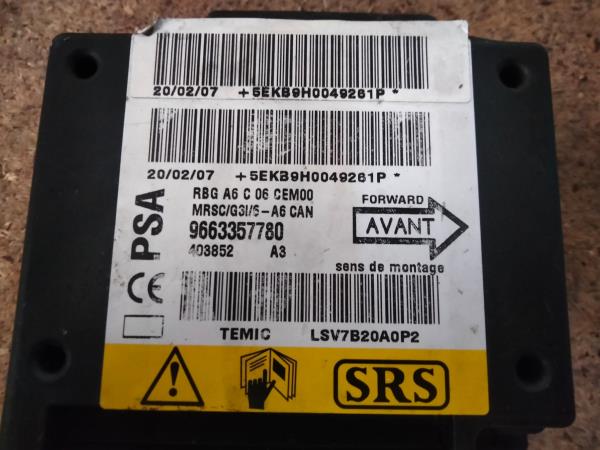 20/02/07 +5EKB9H0049261P *
20/02/07 +5EKB9H0049261P *
PSA
RBG A6 C 06 CEM00
MRSC/G3I/6-A6 CAN
9663357780
403852 A3
FORWARD
AVANT
sens de montage
CE
TEMIC LSV7B20A0P2
SRS